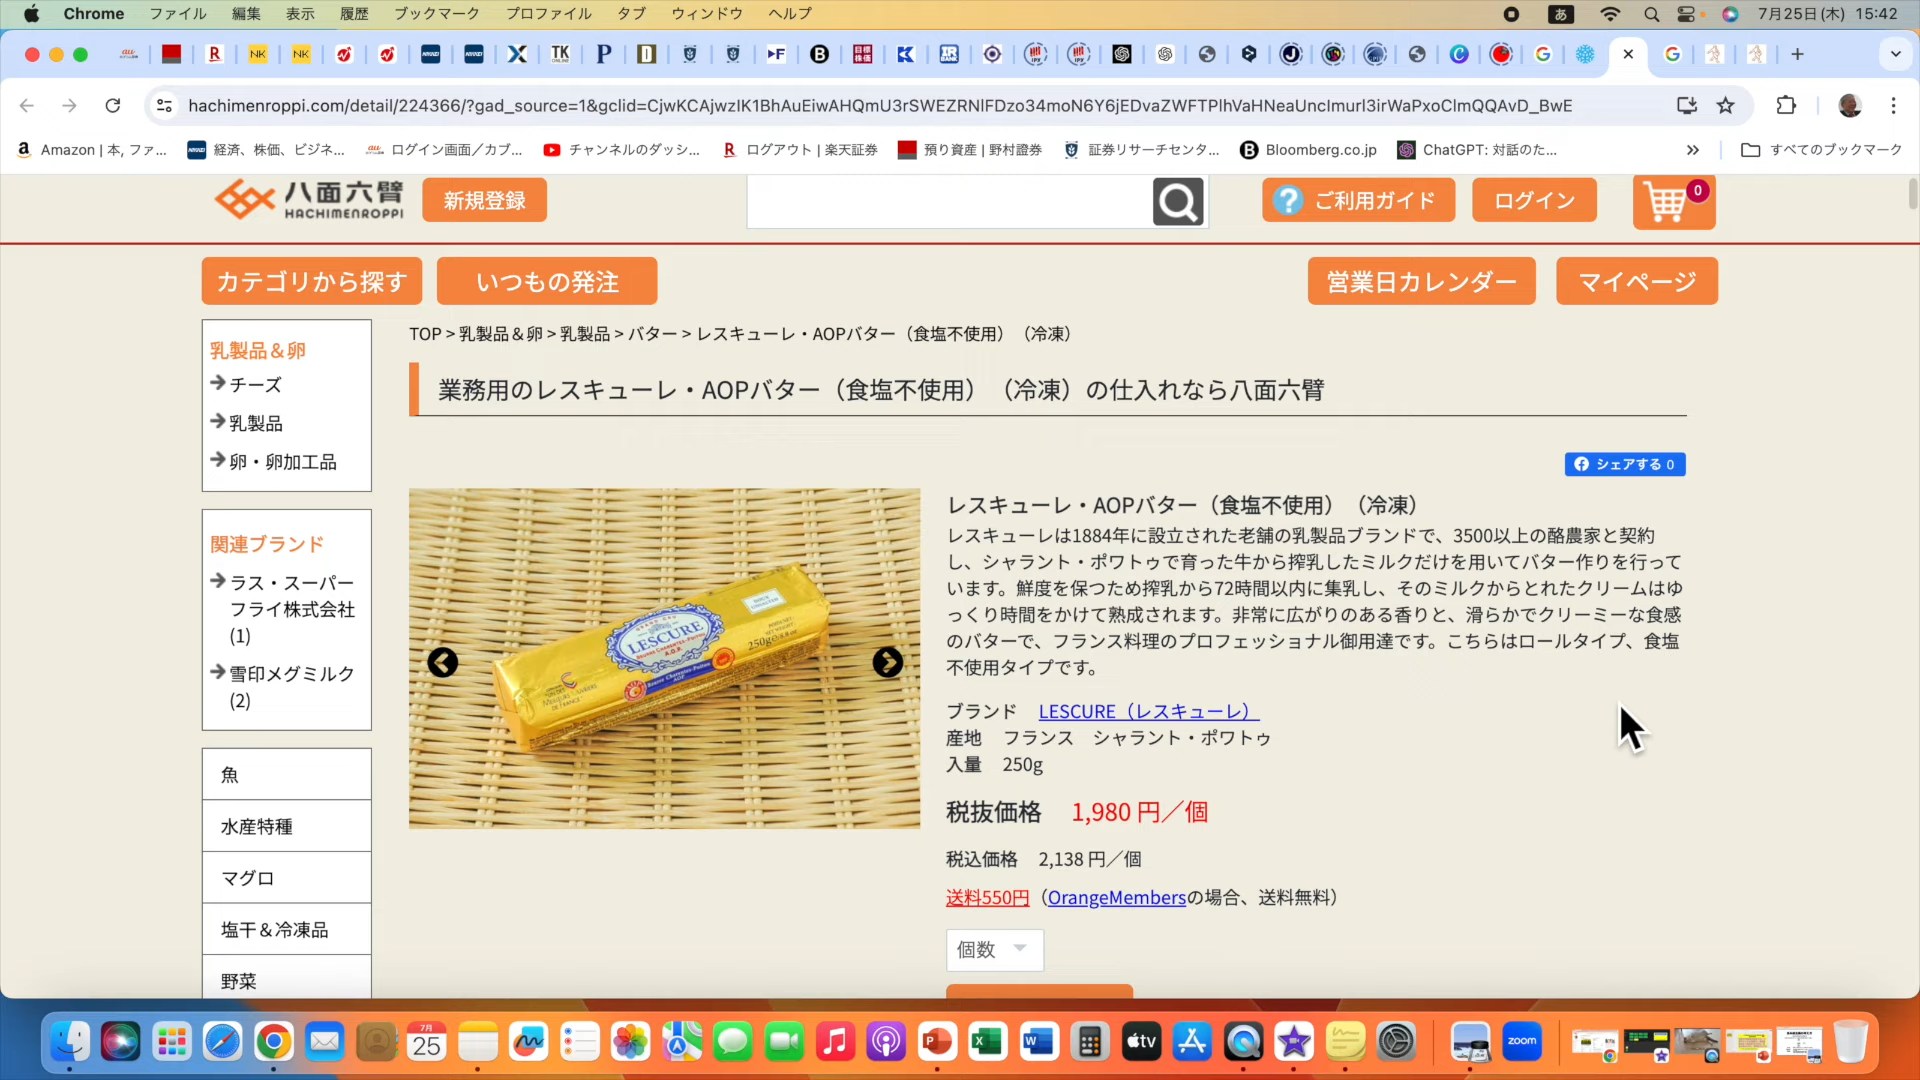 Chrome ファイル 編集 表示 履歴 ブックマーク プロファイル タブ ウィンドウ ヘルプ あ 7月25日(木) 15:42
hachimenroppi.com/detail/224366/?gad_source=1&gclid=CjwKCAjwzIK1BhAuEiwAHQmU3rSWEZRNlFDzo34moN6Y6jEDvaZWFTPlhVaHNeaUncImurI3irWaPxoClmQQAvD_BwE
Amazon | 本, ファ... 経済、株価、ビジネ... ログイン画面／カブ... チャンネルのダッシ... ログアウト | 楽天証券 預り資産 | 野村證券 証券リサーチセンタ... Bloomberg.co.jp ChatGPT: 対話のた... すべてのブックマーク
八面六臂
HACHIMENROPPI
新規登録
ご利用ガイド
ログイン
0
カテゴリから探す いつもの発注 営業日カレンダー マイページ
TOP > 乳製品＆卵 > 乳製品 > バター > レスキューレ・AOPバター（食塩不使用）（冷凍）
乳製品＆卵
チーズ
乳製品
卵・卵加工品
業務用のレスキューレ・AOPバター（食塩不使用）（冷凍）の仕入れなら八面六臂
シェアする 0
関連ブランド
ラス・スーパー
フライ株式会社
(1)
雪印メグミルク
(2)
魚
水産特種
マグロ
塩干＆冷凍品
野菜
LESCURE
250g
レスキューレ・AOPバター（食塩不使用）（冷凍）
レスキューレは1884年に設立された老舗の乳製品ブランドで、3500以上の酪農家と契約
し、シャラント・ポワトゥで育った牛から搾乳したミルクだけを用いてバター作りを行って
います。鮮度を保つため搾乳から72時間以内に集乳し、そのミルクからとれたクリームはゆ
っくり時間をかけて熟成されます。非常に広がりのある香りと、滑らかでクリーミーな食感
のバターで、フランス料理のプロフェッショナル御用達です。こちらはロールタイプ、食塩
不使用タイプです。
ブランド LESCURE（レスキューレ）
産地 フランス シャラント・ポワトゥ
入量 250g
税抜価格 1,980 円／個
税込価格 2,138 円／個
送料550円（OrangeMembersの場合、送料無料）
個数
7月
25
tv
zoom